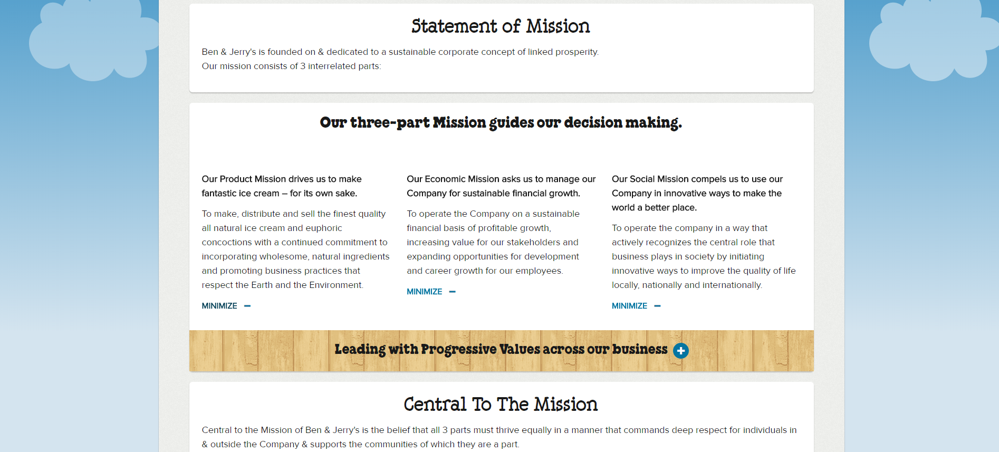 Statement of Mission
Ben & Jerry's is founded on & dedicated to a sustainable corporate concept of linked prosperity.
Our mission consists of 3 interrelated parts:
Our three-part Mission guides our decision making.
Our Product Mission drives us to make
fantastic ice cream – for its own sake.
To make, distribute and sell the finest quality
all natural ice cream and euphoric
concoctions with a continued commitment to
incorporating wholesome, natural ingredients
and promoting business practices that
respect the Earth and the Environment.
MINIMIZE
Our Economic Mission asks us to manage our
Company for sustainable financial growth.
To operate the Company on a sustainable
financial basis of profitable growth,
increasing value for our stakeholders and
expanding opportunities for development
and career growth for our employees.
MINIMIZE
Our Social Mission compels us to use our
Company in innovative ways to make the
world a better place.
To operate the company in a way that
actively recognizes the central role that
business plays in society by initiating
innovative ways to improve the quality of life
locally, nationally and internationally.
MINIMIZE
Leading with Progressive Values across our business
Central To The Mission
Central to the Mission of Ben & Jerry's is the belief that all 3 parts must thrive equally in a manner that commands deep respect for individuals in
& outside the Company & supports the communities of which they are a part.